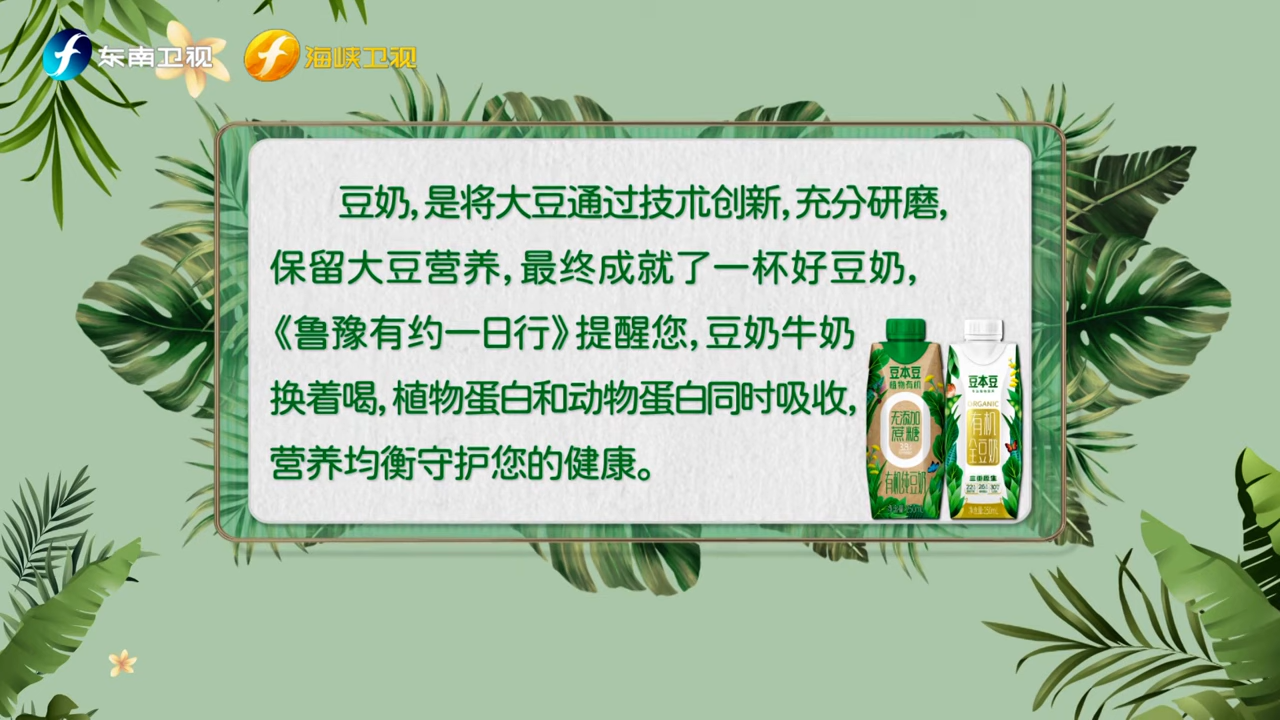 东南卫视 海峡卫视
豆奶,是将大豆通过技术创新,充分研磨,
保留大豆营养,最终成就了一杯好豆奶,
《鲁豫有约一日行》提醒您,豆奶牛奶
换着喝,植物蛋白和动物蛋白同时吸收,
营养均衡守护您的健康。
豆本豆
植物有机
无添加
蔗糖
有机纯豆奶
豆本豆
ORGANIC
有机
全豆奶